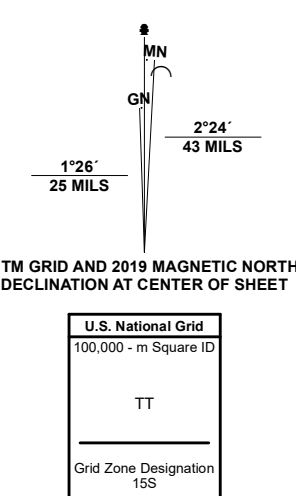 MN
GN
2°24´
43 MILS
1°26´
25 MILS
TM GRID AND 2019 MAGNETIC NORTH
DECLINATION AT CENTER OF SHEET
U.S. National Grid
100,000 - m Square ID
TT
Grid Zone Designation
15S